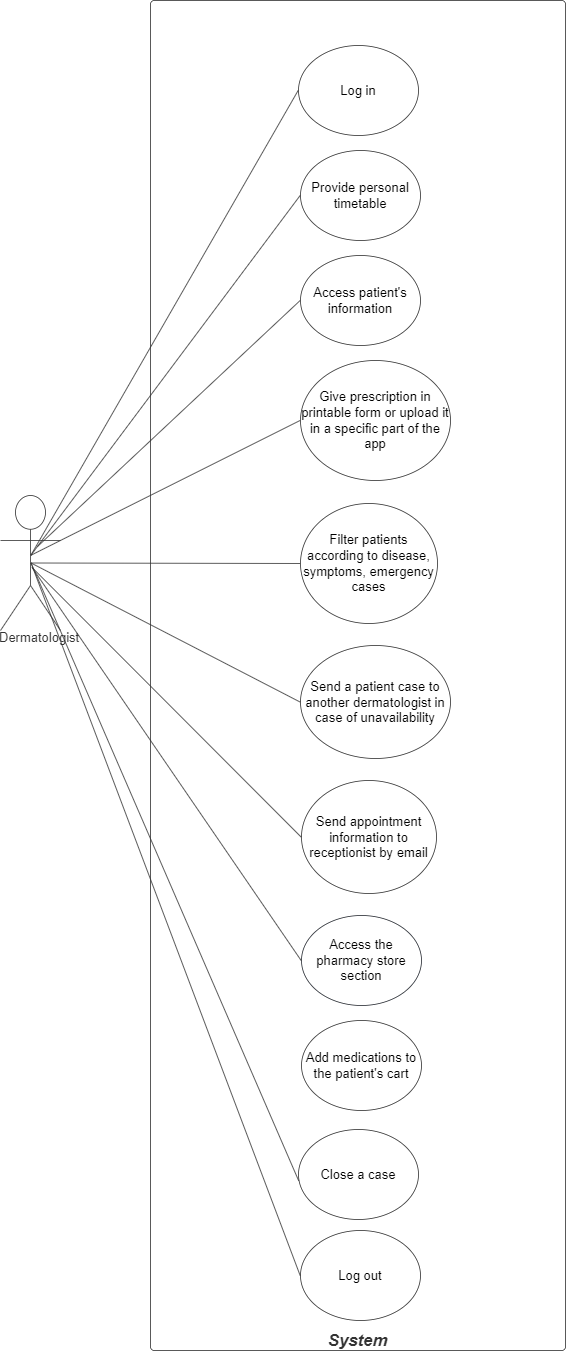 Log in
Provide personal
timetable
Access patient's
information
Give prescription in
printable form or upload it
in a specific part of the
app
Filter patients
according to disease,
symptoms, emergency
cases
Dermatologist
Send a patient case to
another dermatologist in
case of unavailability
Send appointment
information to
receptionist by email
Access the
pharmacy store
section
Add medications to
the patient's cart
Close a case
Log out
System